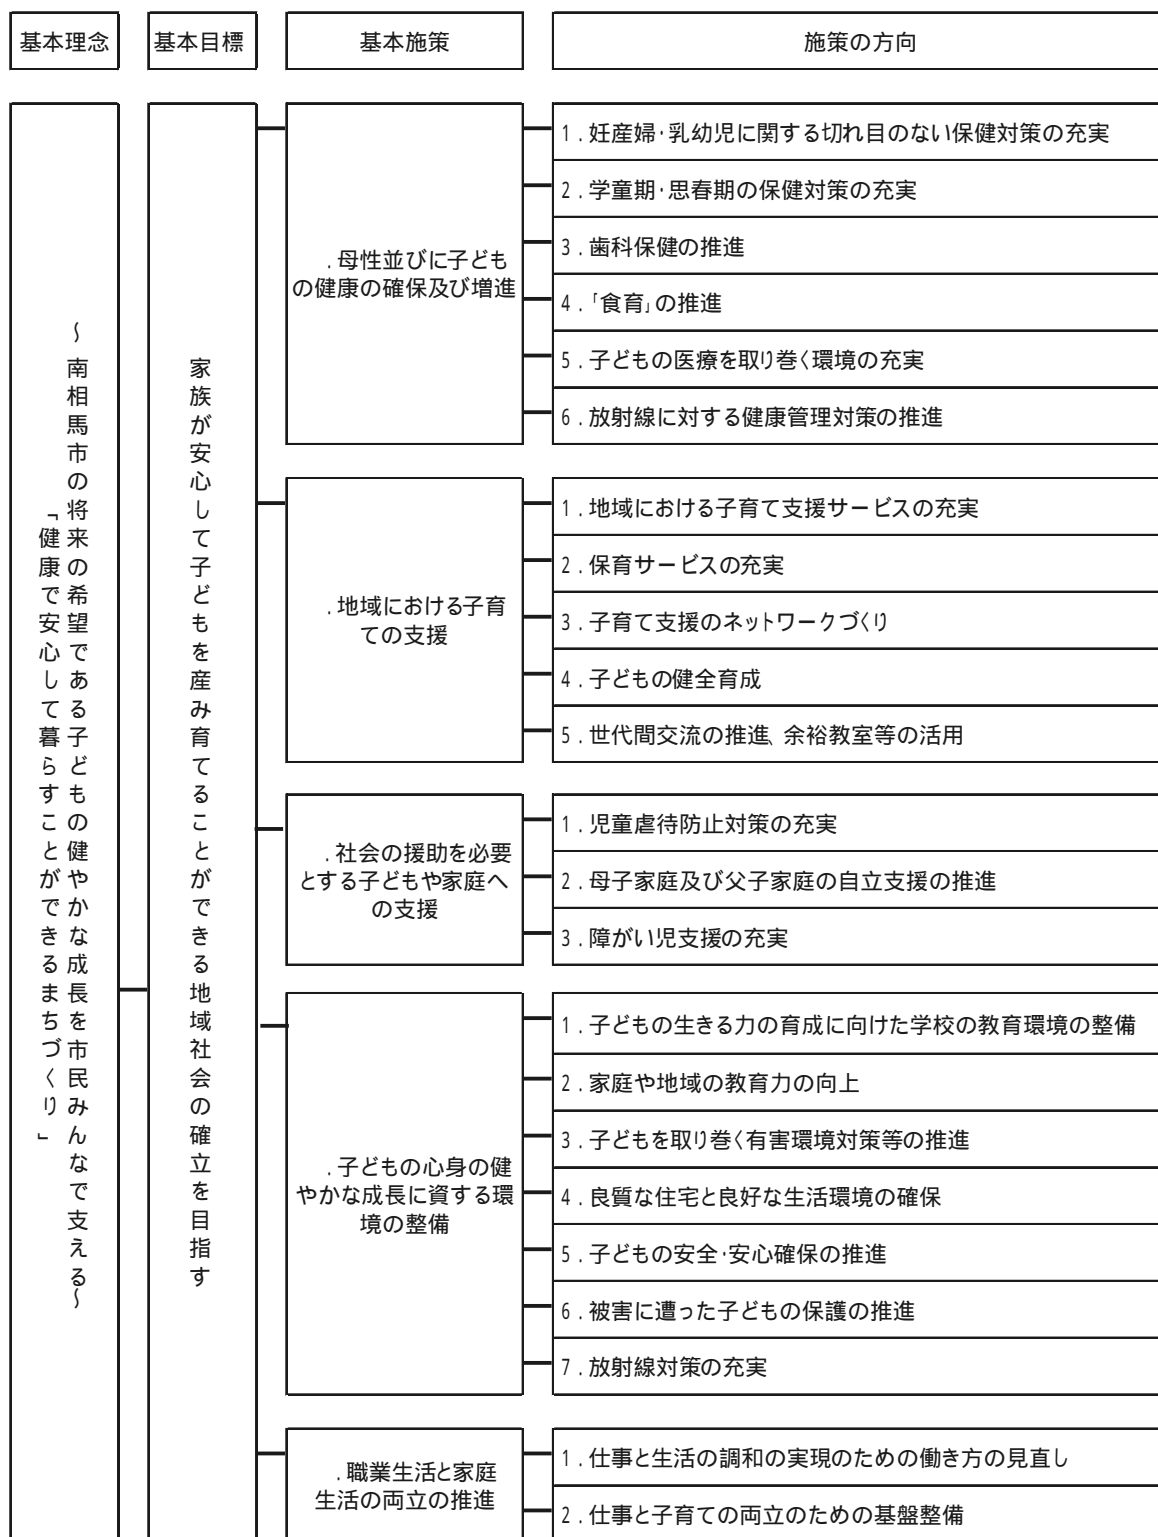 基本理念
基本目標
基本施策
施策の方向
～南相馬市の将来の希望である子どもの健やかな成長を市民みんなで支える～
「健康で安心して暮らすことができるまちづくり」
家族が安心して子どもを産み育てることができる地域社会の確立を目指す
．母性並びに子ども
の健康の確保及び増進
1．妊産婦・乳幼児に関する切れ目のない保健対策の充実
2．学童期・思春期の保健対策の充実
3．歯科保健の推進
4．「食育」の推進
5．子どもの医療を取り巻く環境の充実
6．放射線に対する健康管理対策の推進
．地域における子育
ての支援
1．地域における子育て支援サービスの充実
2．保育サービスの充実
3．子育て支援のネットワークづくり
4．子どもの健全育成
5．世代間交流の推進、余裕教室等の活用
．社会の援助を必要
とする子どもや家庭へ
の支援
1．児童虐待防止対策の充実
2．母子家庭及び父子家庭の自立支援の推進
3．障がい児支援の充実
．子どもの心身の健
やかな成長に資する環
境の整備
1．子どもの生きる力の育成に向けた学校の教育環境の整備
2．家庭や地域の教育力の向上
3．子どもを取り巻く有害環境対策等の推進
4．良質な住宅と良好な生活環境の確保
5．子どもの安全・安心確保の推進
6．被害に遭った子どもの保護の推進
7．放射線対策の充実
．職業生活と家庭
生活の両立の推進
1．仕事と生活の調和の実現のための働き方の見直し
2．仕事と子育ての両立のための基盤整備